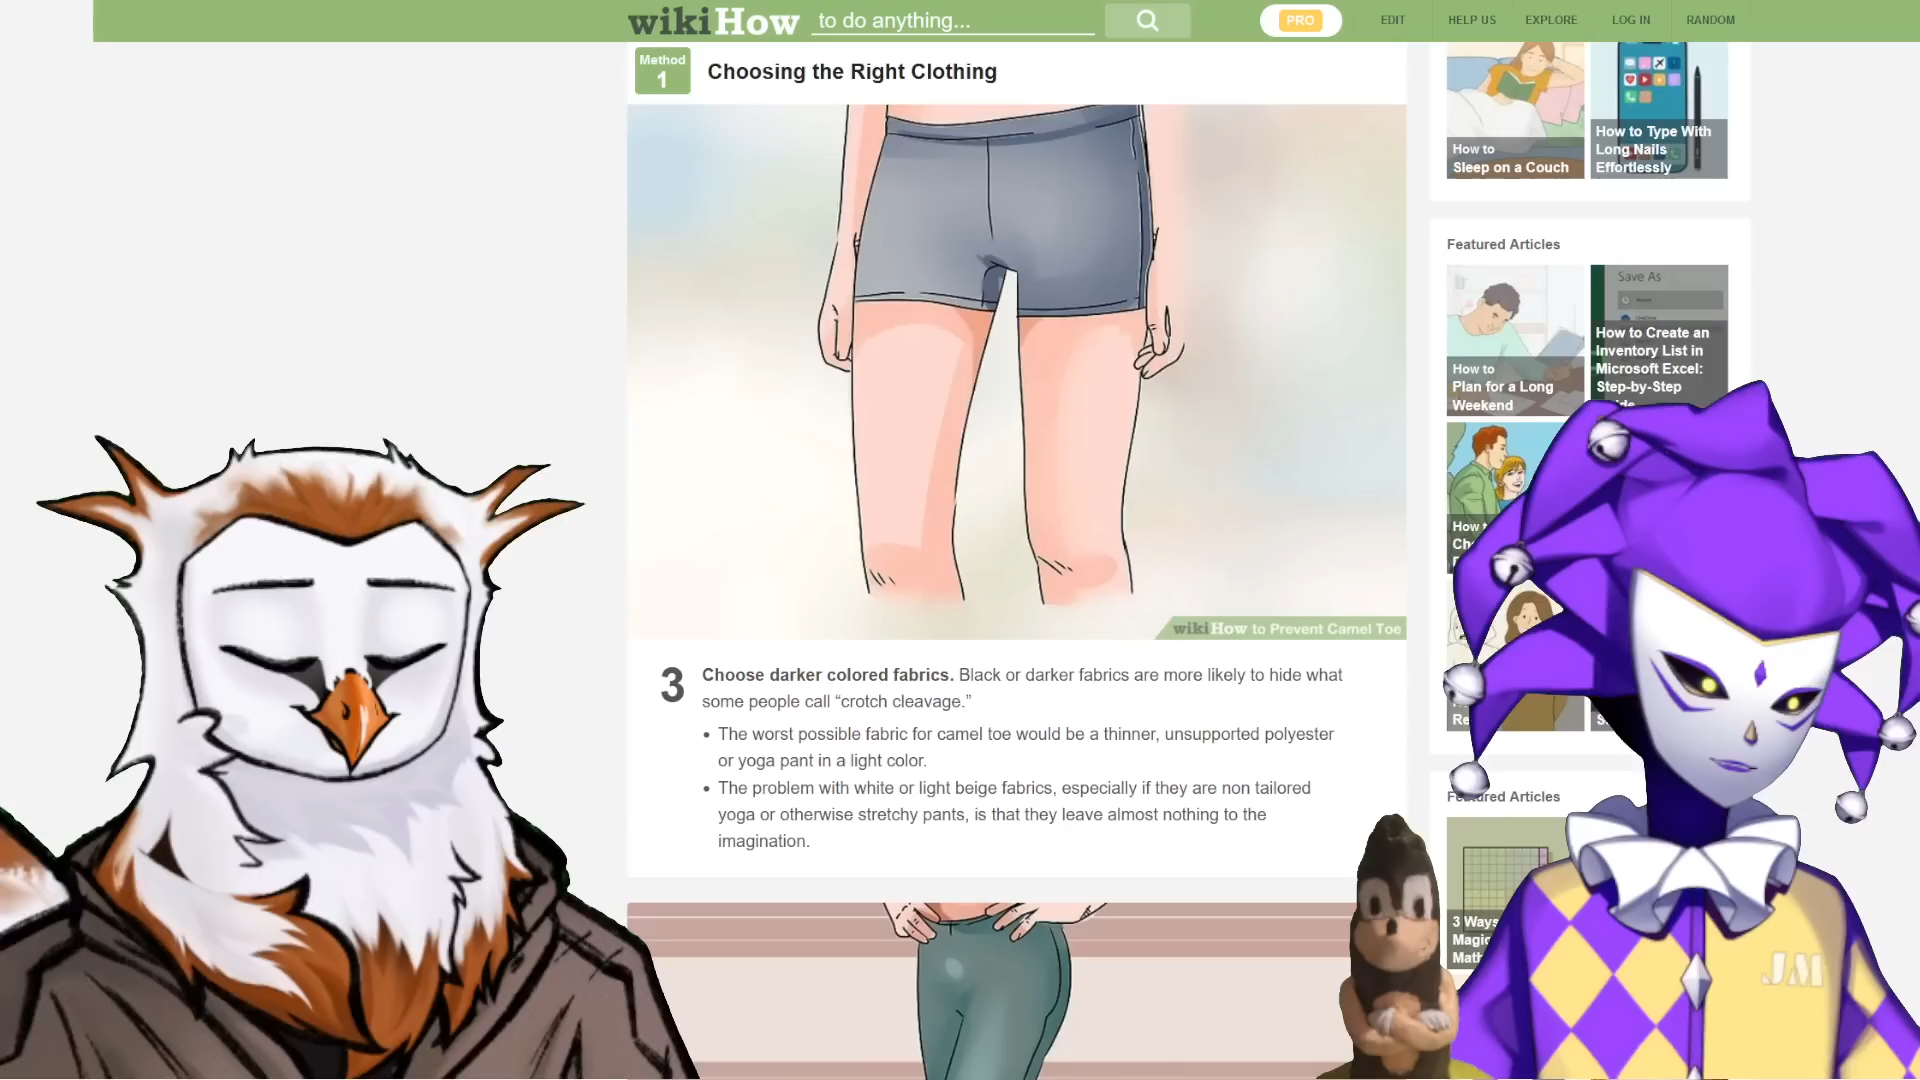 wikiHow to do anything...
PRO
EDIT
HELP US
EXPLORE
LOG IN
RANDOM
Method
1
Choosing the Right Clothing
wikiHow to Prevent Camel Toe
3
Choose darker colored fabrics. Black or darker fabrics are more likely to hide what
some people call “crotch cleavage.”
• The worst possible fabric for camel toe would be a thinner, unsupported polyester
or yoga pant in a light color.
• The problem with white or light beige fabrics, especially if they are non tailored
yoga or otherwise stretchy pants, is that they leave almost nothing to the
imagination.
How to
Sleep on a Couch
How to Type With
Long Nails
Effortlessly
Featured Articles
How to
Plan for a Long
Weekend
Save As
How to Create an
Inventory List in
Microsoft Excel:
Step-by-Step
How
Featured Articles
3 Ways
JM